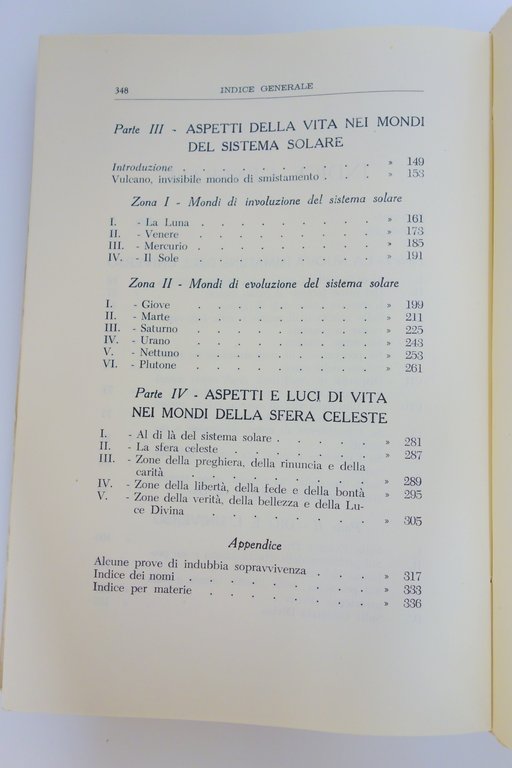 348 INDICE GENERALE
Parte III - ASPETTI DELLA VITA NEI MONDI
DEL SISTEMA SOLARE
Introduzione . . . . . . . . . » 149
Vulcano, invisibile mondo di smistamento . . . . » 153
Zona I - Mondi di involuzione del sistema solare
I. - La Luna . . . . . . . . . » 161
II. - Venere . . . . . . . . . » 173
III. - Mercurio . . . . . . . . . » 185
IV. - Il Sole . . . . . . . . . » 191
Zona II - Mondi di evoluzione del sistema solare
I. - Giove . . . . . . . . » 199
II. - Marte . . . . . . . . » 211
III. - Saturno . . . . . . . . » 225
IV. - Urano . . . . . . . . » 243
V. - Nettuno . . . . . . . . » 253
VI. - Plutone . . . . . . . . » 261
Parte IV - ASPETTI E LUCI DI VITA
NEI MONDI DELLA SFERA CELESTE
I. - Al di là del sistema solare . . . . . » 281
II. - La sfera celeste . . . . . . . » 287
III. - Zone della preghiera, della rinuncia e della
carità . . . . . . . . » 289
IV. - Zone della libertà, della fede e della bontà » 295
V. - Zone della verità, della bellezza e della Lu-
ce Divina . . . . . . . » 305
Appendice
Alcune prove di indubbia sopravvivenza . . . . » 317
Indice dei nomi . . . . . . . . » 333
Indice per materie . . . . . . . » 336